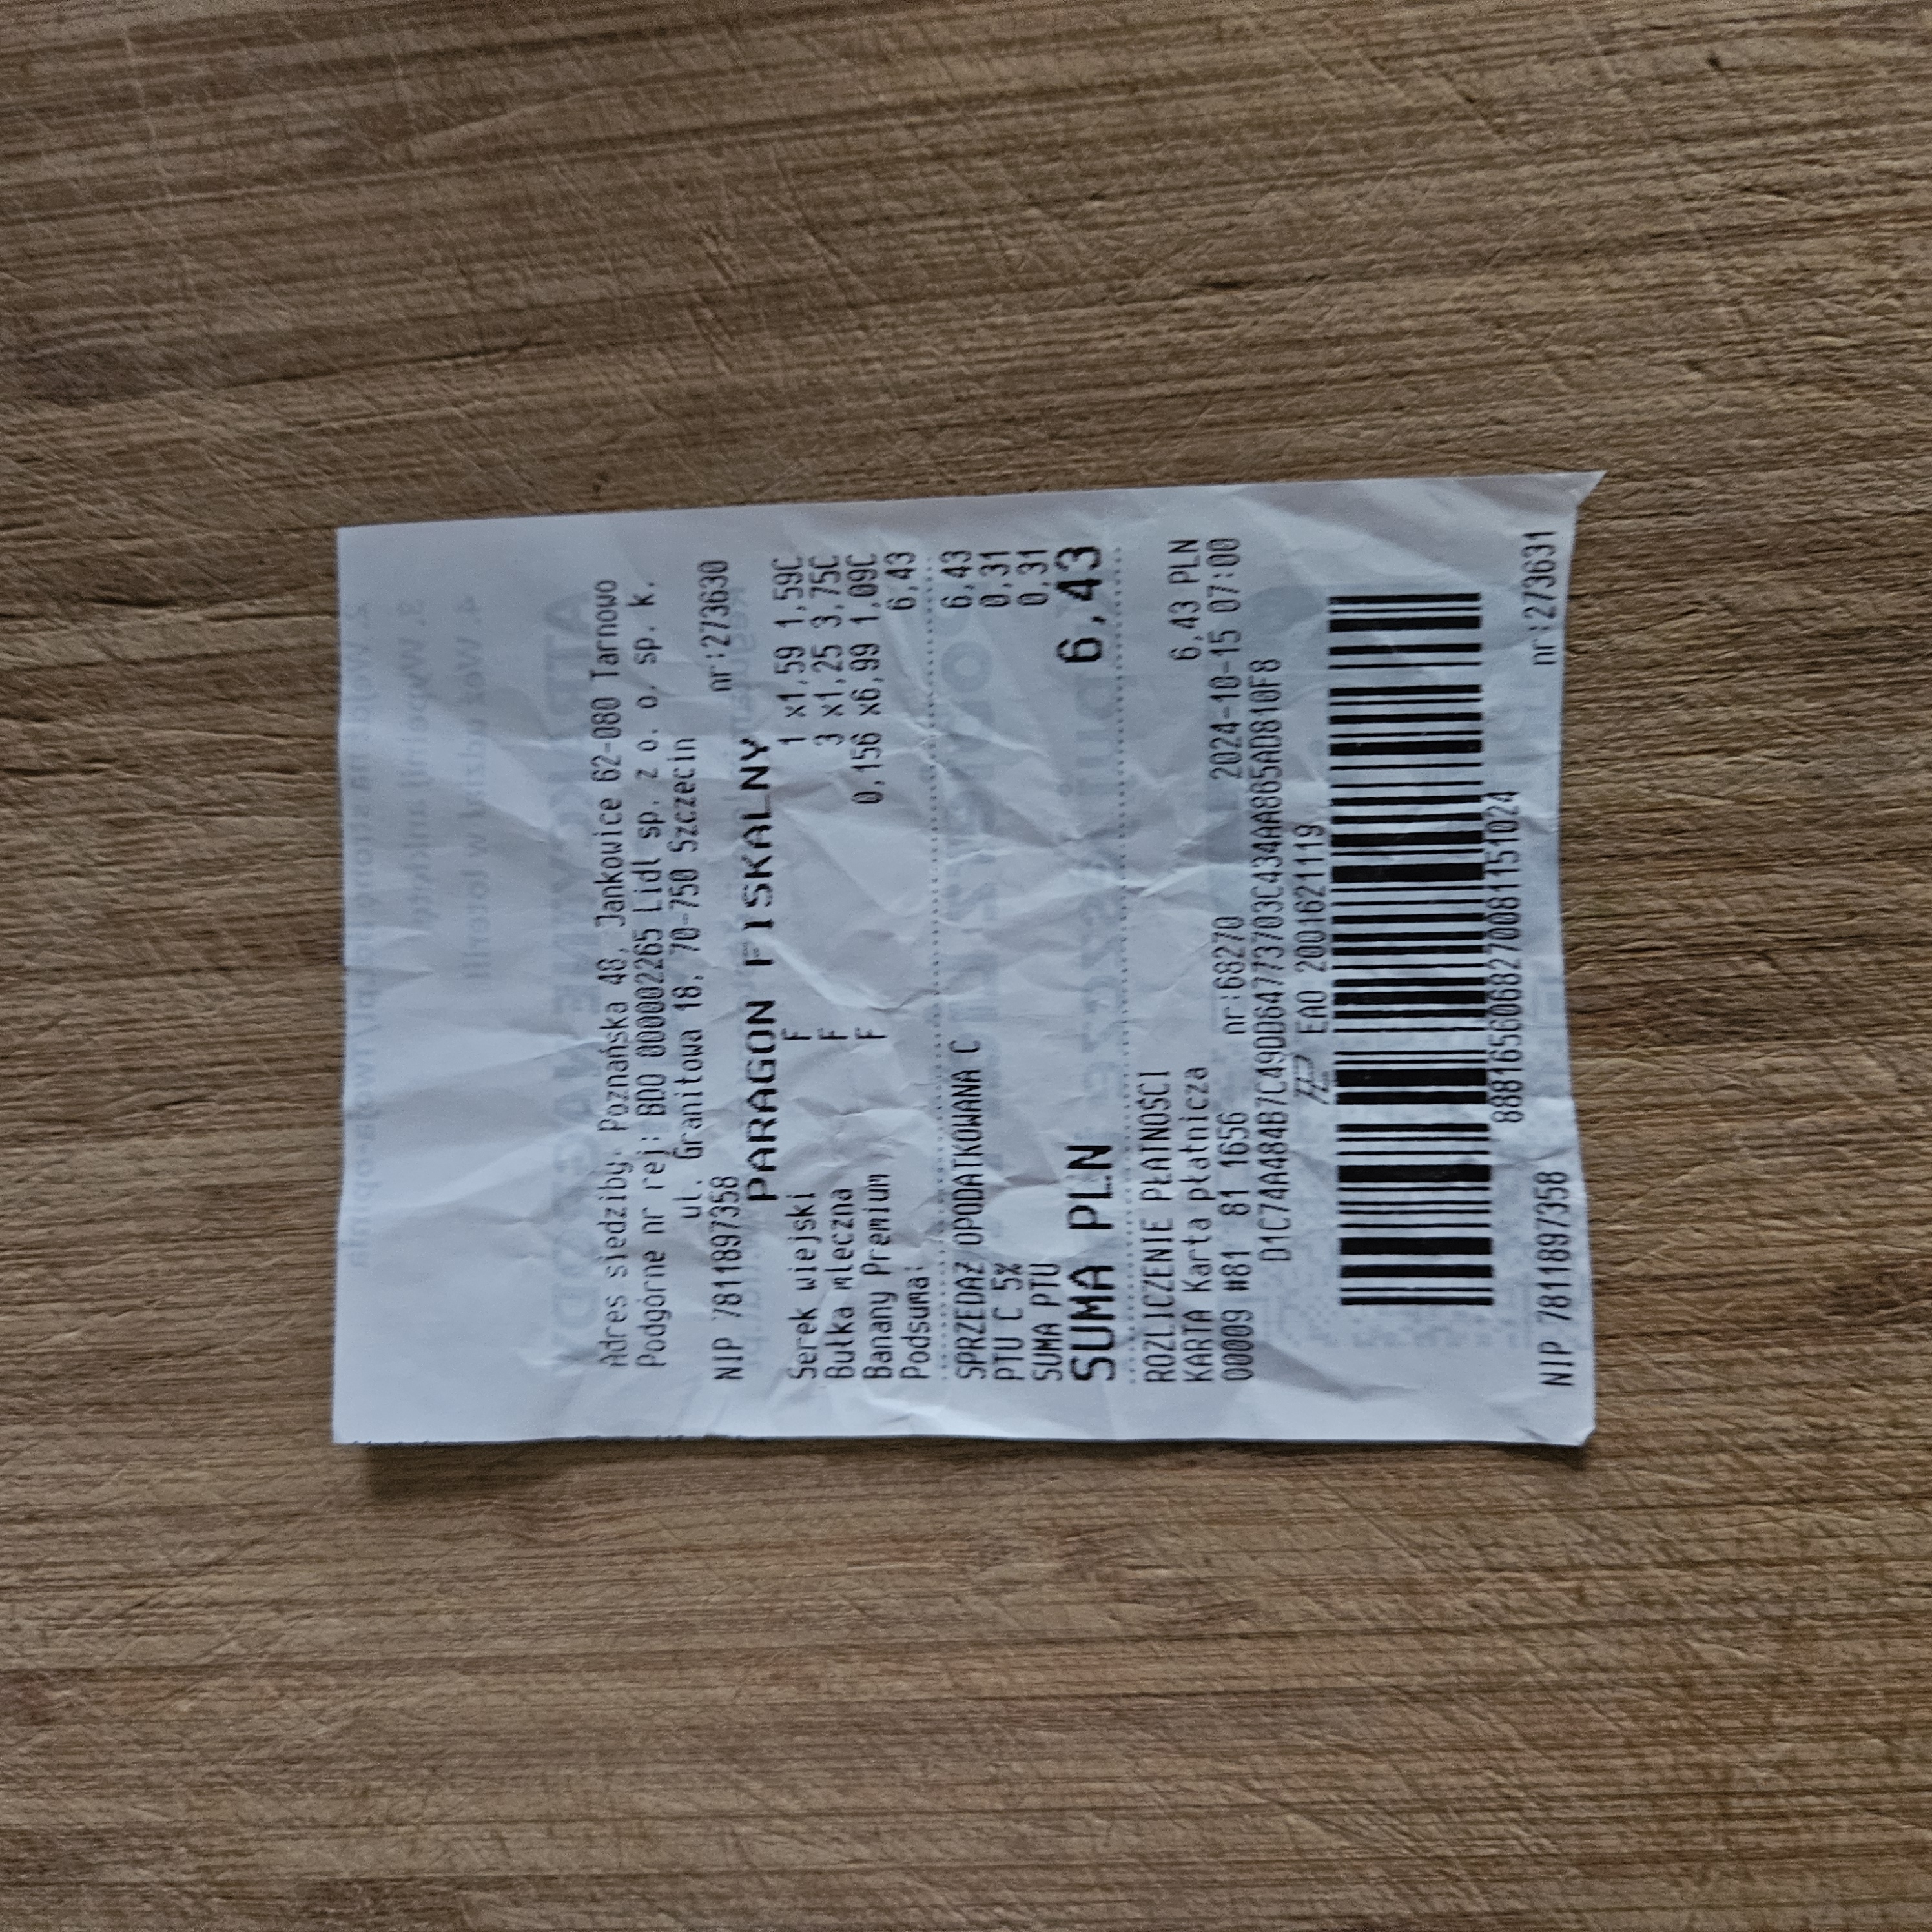 Adres siedziby: Poznańska 48, Jankowice 62-080 Tarnowo
Podgórne nr rej: BDO 000002265 Lidl sp. z o. o. sp. k.
ul. Granitowa 18, 70-750 Szczecin
NIP 7811897358 nr:273630
PARAGON FISKALNY
Serek wiejski F 1 x1,59 1,59C
Bułka mleczna F 3 x1,25 3,75C
Banany Premium F 0,156 x6,99 1,09C
Podsuma: 6,43
SPRZEDAŻ OPODATKOWANA C 6,43
PTU C 5% 0,31
SUMA PTU 0,31
SUMA PLN 6,43
ROZLICZENIE PŁATNOŚCI
KARTA Karta płatnicza 6,43 PLN
00009 #81 81 1656 nr:68270 2024-10-15 07:00
D1C74A484B7C49DD64773703C434AA865AD810F8
EAO 2001621119
8881656068270081151024
NIP 7811897358 nr:273631